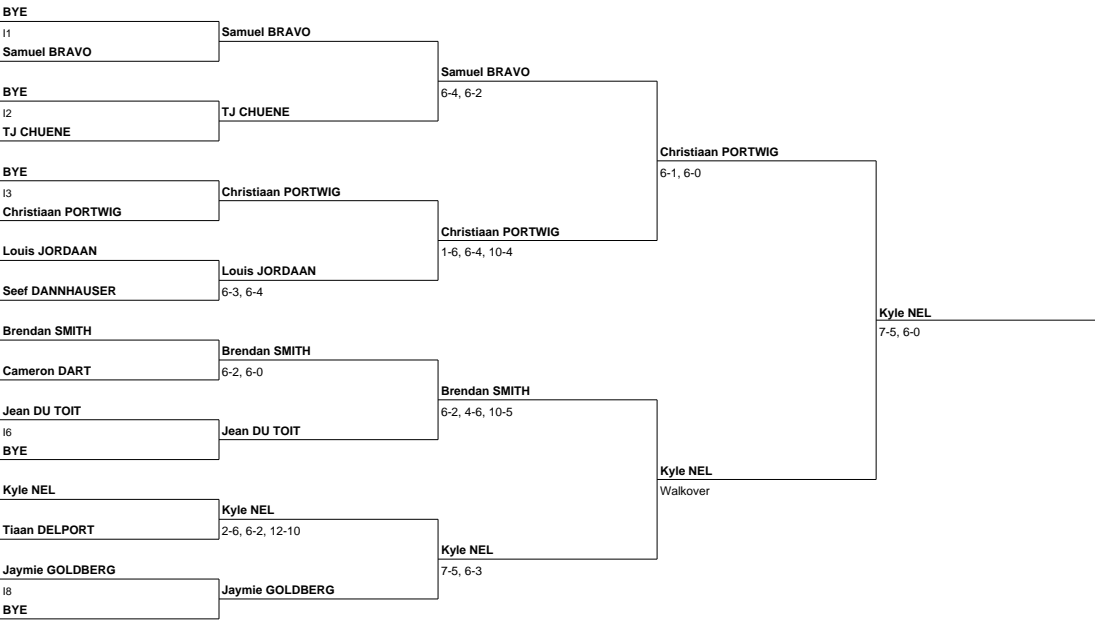 BYE
I1
Samuel BRAVO
BYE
I2
TJ CHUENE
BYE
I3
Christiaan PORTWIG
Louis JORDAAN
Seef DANNHAUSER
Brendan SMITH
Cameron DART
Jean DU TOIT
I6
BYE
Kyle NEL
Tiaan DELPORT
Jaymie GOLDBERG
I8
BYE
Samuel BRAVO
TJ CHUENE
Christiaan PORTWIG
Louis JORDAAN
6-3, 6-4
Brendan SMITH
6-2, 6-0
Jean DU TOIT
Kyle NEL
2-6, 6-2, 12-10
Jaymie GOLDBERG
Samuel BRAVO
6-4, 6-2
Christiaan PORTWIG
1-6, 6-4, 10-4
Brendan SMITH
6-2, 4-6, 10-5
Kyle NEL
7-5, 6-3
Christiaan PORTWIG
6-1, 6-0
Kyle NEL
Walkover
Kyle NEL
7-5, 6-0